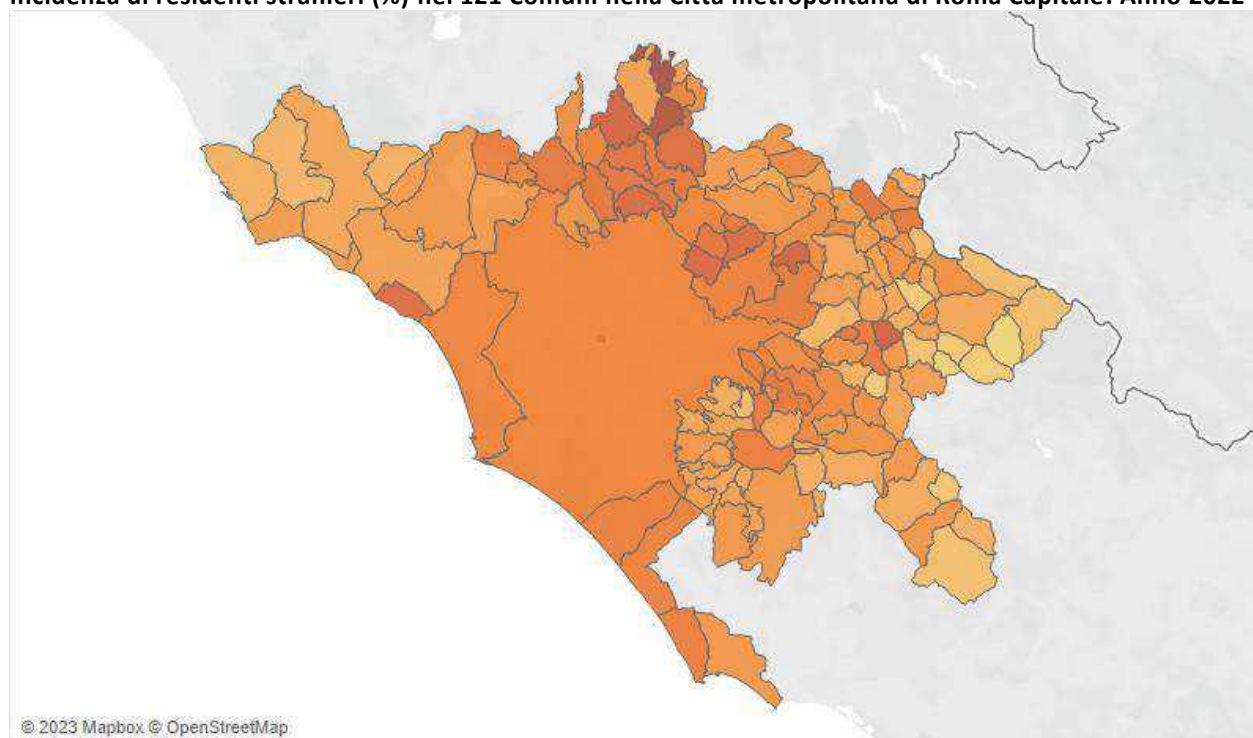 Incidenza di residenti stranieri (%) nei 121 Comuni nella Città metropolitana di Roma Capitale. Anno 2022
© 2023 Mapbox © OpenStreetMap